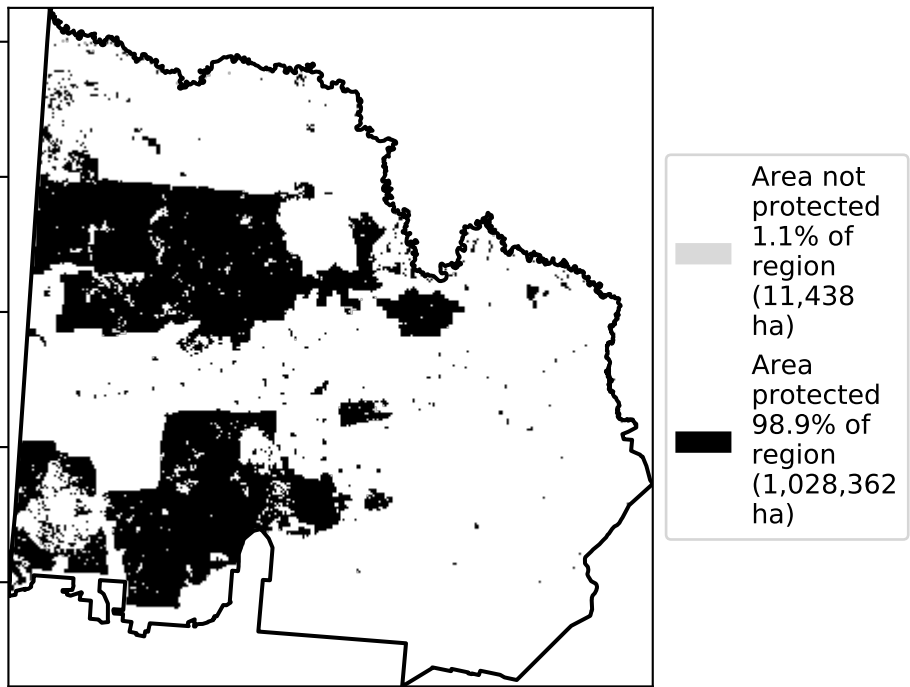 Area not
protected
1.1% of
region
(11,438
ha)
Area
protected
98.9% of
region
(1,028,362
ha)